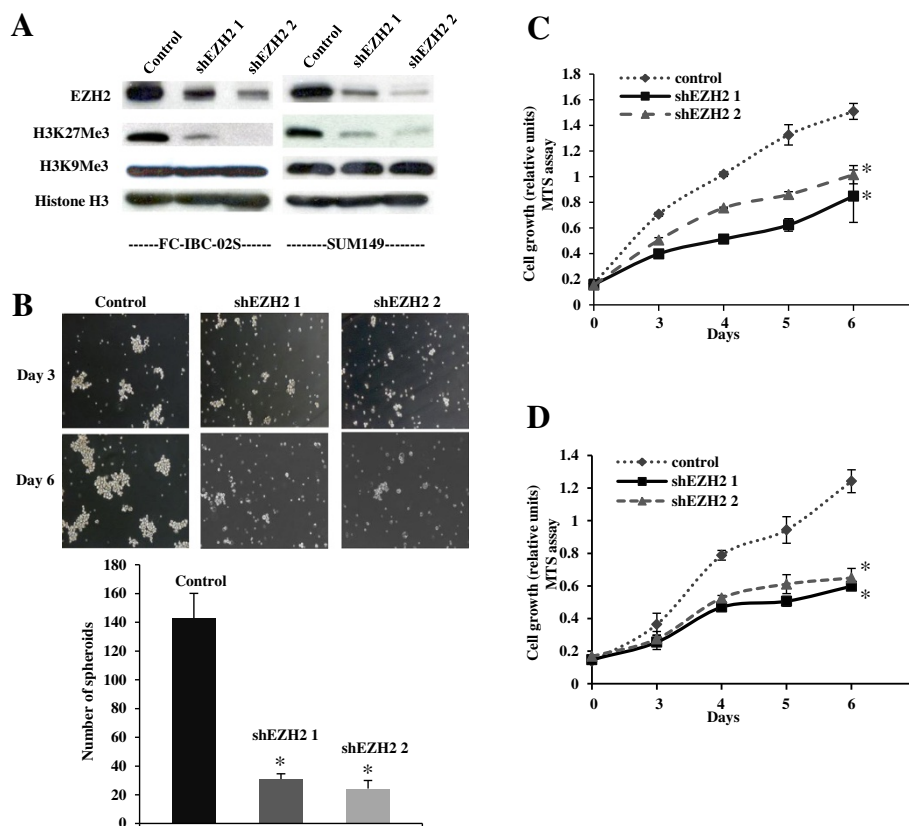 A
Control
shEZH2 1
shEZH2 2
Control
shEZH2 1
shEZH2 2
EZH2
H3K27Me3
H3K9Me3
Histone H3
------FC-IBC-02S------
--------SUM149--------
B
Control
shEZH2 1
shEZH2 2
Day 3
Day 6
Number of spheroids
180
160
140
120
100
80
60
40
20
0
Control
shEZH2 1
*
shEZH2 2
*
C
Cell growth (relative units)
MTS assay
1.8
1.6
1.4
1.2
1
0.8
0.6
0.4
0.2
0
control
shEZH2 1
shEZH2 2
*
*
0
3
4
5
6
Days
D
Cell growth (relative units)
MTS assay
1.4
1.2
1
0.8
0.6
0.4
0.2
0
control
shEZH2 1
shEZH2 2
*
*
0
3
4
5
6
Days